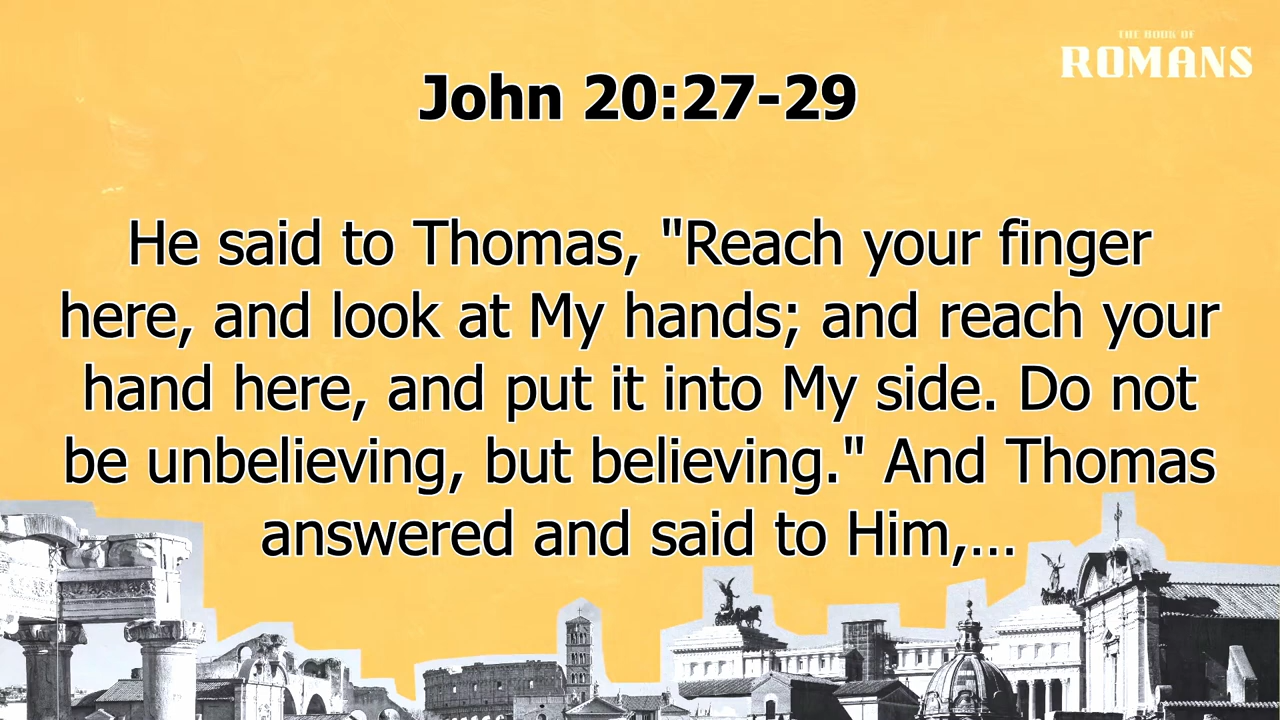 THE BOOK OF
ROMANS
John 20:27-29
He said to Thomas, "Reach your finger
here, and look at My hands; and reach your
hand here, and put it into My side. Do not
be unbelieving, but believing." And Thomas
answered and said to Him,...